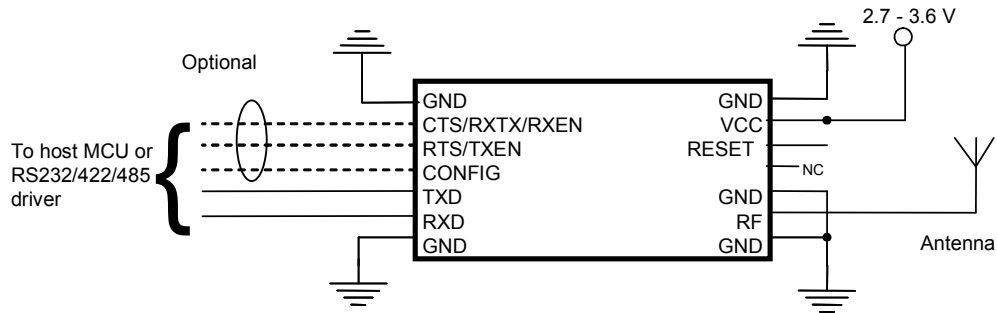 2.7 - 3.6 V
Optional
To host MCU or
RS232/422/485
driver
GND
CTS/RXTX/RXEN
RTS/TXEN
CONFIG
TXD
RXD
GND
GND
VCC
RESET
NC
GND
RF
GND
Antenna